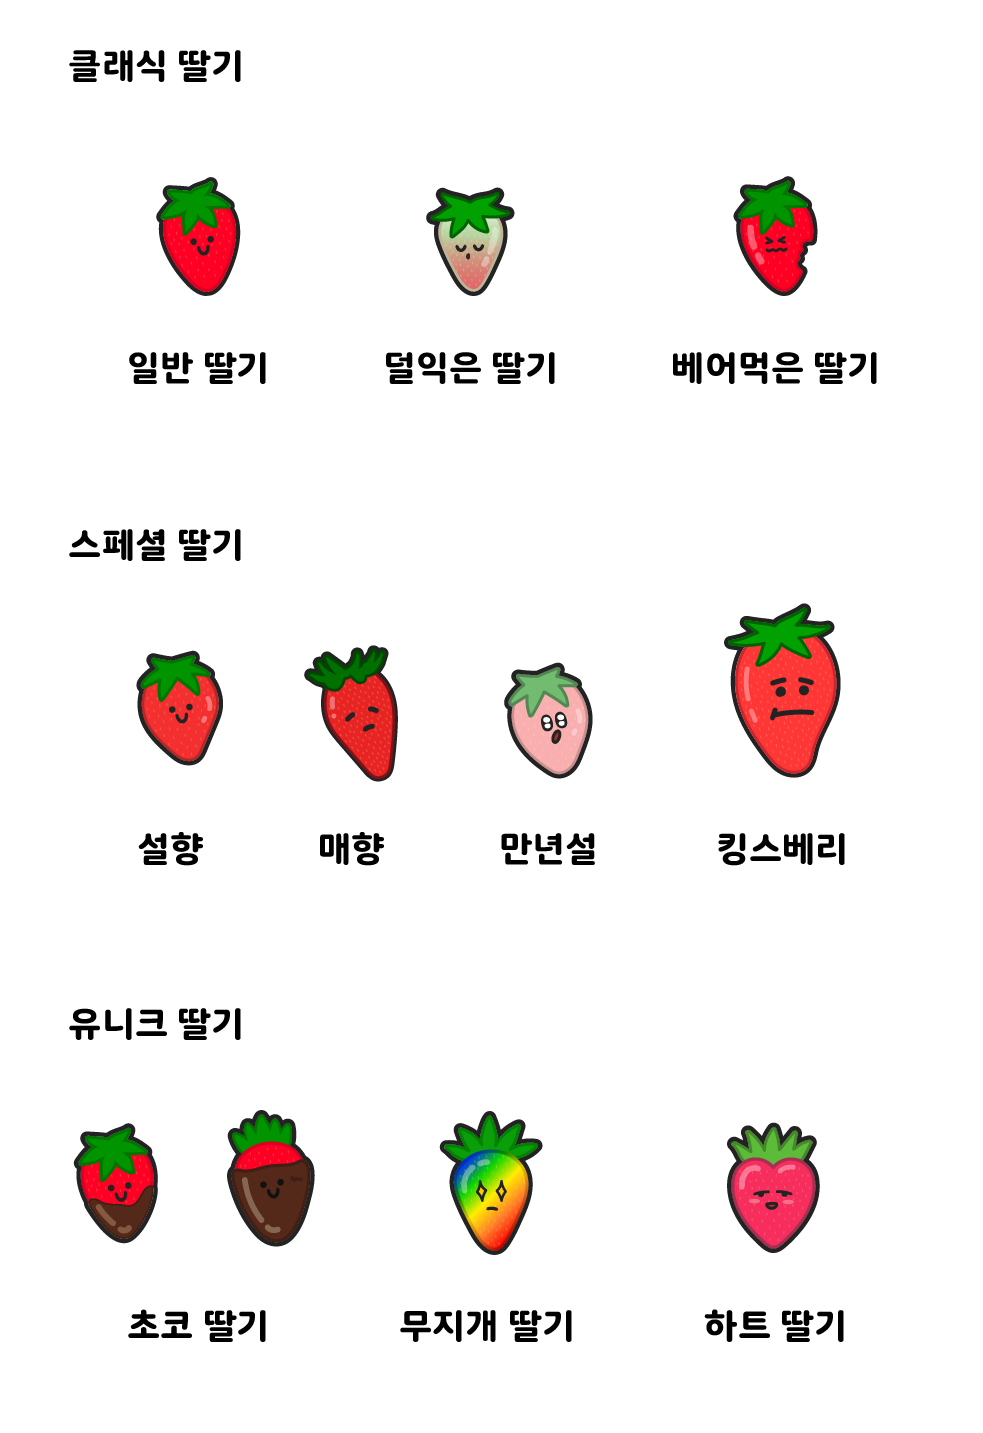 클래식 딸기
일반 딸기 덜익은 딸기 베어먹은 딸기
스페셜 딸기
설향 매향 만년설 킹스베리
유니크 딸기
초코 딸기 무지개 딸기 하트 딸기